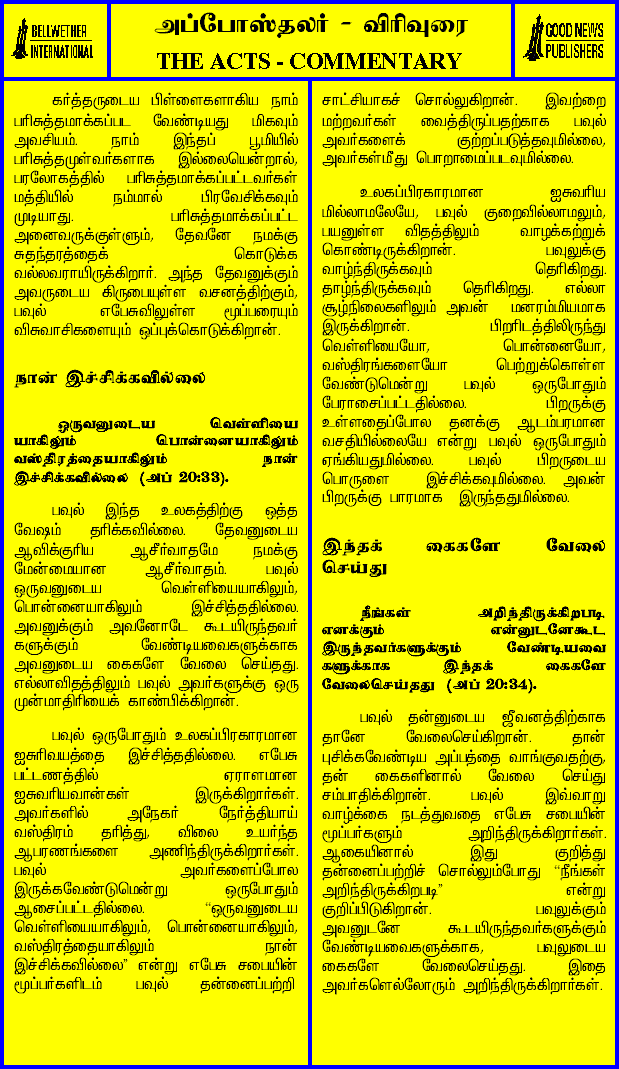 BELLWETHER
INTERNATIONAL
அப்போஸ்தலர் - விரிவுரை
THE ACTS - COMMENTARY
GOOD NEWS
PUBLISHERS
கர்த்தருடைய பிள்ளைகளாகிய நாம்
பரிசுத்தமாக்கப்பட வேண்டியது மிகவும்
அவசியம். நாம் இந்தப் பூமியில்
பரிசுத்தமுள்வர்களாக இல்லையென்றால்,
பரலோகத்தில் பரிசுத்தமாக்கப்பட்டவர்கள்
மத்தியில் நம்மால் பிரவேசிக்கவும்
முடியாது. பரிசுத்தமாக்கப்பட்ட
அனைவருக்குள்ளும், தேவனே நமக்கு
சுதந்தரத்தைக் கொடுக்க
வல்லவராயிருக்கிறார். அந்த தேவனுக்கும்
அவருடைய கிருபையுள்ள வசனத்திற்கும்,
பவுல் எபேசுவிலுள்ள மூப்பரையும்
விசுவாசிகளையும் ஒப்புக்கொடுக்கிறான்.
நான் இச்சிக்கவில்லை
ஒருவனுடைய வெள்ளியை
யாகிலும் பொன்னையாகிலும்
வஸ்திரத்தையாகிலும் நான்
இச்சிக்கவில்லை (அப் 20:33).
பவுல் இந்த உலகத்திற்கு ஒத்த
வேஷம் தரிக்கவில்லை. தேவனுடைய
ஆவிக்குரிய ஆசீர்வாதமே நமக்கு
மேன்மையான ஆசீர்வாதம். பவுல்
ஒருவனுடைய வெள்ளியையாகிலும்,
பொன்னையாகிலும் இச்சித்ததில்லை.
அவனுக்கும் அவனோடே கூடயிருந்தவர்
களுக்கும் வேண்டியவைகளுக்காக
அவனுடைய கைகளே வேலை செய்தது.
எல்லாவிதத்திலும் பவுல் அவர்களுக்கு ஒரு
முன்மாதிரியைக் காண்பிக்கிறான்.
பவுல் ஒருபோதும் உலகப்பிரகாரமான
ஐசுரிவயத்தை இச்சித்ததில்லை. எபேசு
பட்டணத்தில் ஏராளமான
ஐசுவரியவான்கள் இருக்கிறார்கள்.
அவர்களில் அநேகர் நேர்த்தியாய்
வஸ்திரம் தரித்து, விலை உயர்ந்த
ஆபரணங்களை அணிந்திருக்கிறார்கள்.
பவுல் அவர்களைப்போல
இருக்கவேண்டுமென்று ஒருபோதும்
ஆசைப்பட்டதில்லை. “ஒருவனுடைய
வெள்ளியையாகிலும், பொன்னையாகிலும்,
வஸ்திரத்தையாகிலும் நான்
இச்சிக்கவில்லை” என்று எபேசு சபையின்
மூப்பர்களிடம் பவுல் தன்னைப்பற்றி
சாட்சியாகச் சொல்லுகிறான். இவற்றை
மற்றவர்கள் வைத்திருப்பதற்காக பவுல்
அவர்களைக் குற்றப்படுத்தவுமில்லை,
அவர்கள்மீது பொறாமைப்படவுமில்லை.
உலகப்பிரகாரமான ஐசுவரிய
மில்லாமலேயே, பவுல் குறைவில்லாமலும்,
பயனுள்ள விதத்திலும் வாழக்கற்றுக்
கொண்டிருக்கிறான். பவுலுக்கு
வாழ்ந்திருக்கவும் தெரிகிறது.
தாழ்ந்திருக்கவும் தெரிகிறது. எல்லா
சூழ்நிலைகளிலும் அவன் மனரம்மியமாக
இருக்கிறான். பிறரிடத்திலிருந்து
வெள்ளியையோ, பொன்னையோ,
வஸ்திரங்களையோ பெற்றுக்கொள்ள
வேண்டுமென்று பவுல் ஒருபோதும்
பேராசைப்பட்டதில்லை. பிறருக்கு
உள்ளதைப்போல தனக்கு ஆடம்பரமான
வசதியில்லையே என்று பவுல் ஒருபோதும்
ஏங்கியதுமில்லை. பவுல் பிறருடைய
பொருளை இச்சிக்கவுமில்லை. அவன்
பிறருக்கு பாரமாக இருந்ததுமில்லை.
இந்தக் கைகளே வேலை
செய்து
நீங்கள் அறிந்திருக்கிறபடி,
எனக்கும் என்னுடனேகூட
இருந்தவர்களுக்கும் வேண்டியவை
களுக்காக இந்தக் கைகளே
வேலைசெய்தது (அப் 20:34).
பவுல் தன்னுடைய ஜீவனத்திற்காக
தானே வேலைசெய்கிறான். தான்
புசிக்கவேண்டிய அப்பத்தை வாங்குவதற்கு,
தன் கைகளினால் வேலை செய்து
சம்பாதிக்கிறான். பவுல் இவ்வாறு
வாழ்க்கை நடத்துவதை எபேசு சபையின்
மூப்பர்களும் அறிந்திருக்கிறார்கள்.
ஆகையினால் இது குறித்து
தன்னைப்பற்றிச் சொல்லும்போது “நீங்கள்
அறிந்திருக்கிறபடி” என்று
குறிப்பிடுகிறான். பவுலுக்கும்
அவனுடனே கூடயிருந்தவர்களுக்கும்
வேண்டியவைகளுக்காக, பவுலுடைய
கைகளே வேலைசெய்தது. இதை
அவர்களெல்லோரும் அறிந்திருக்கிறார்கள்.